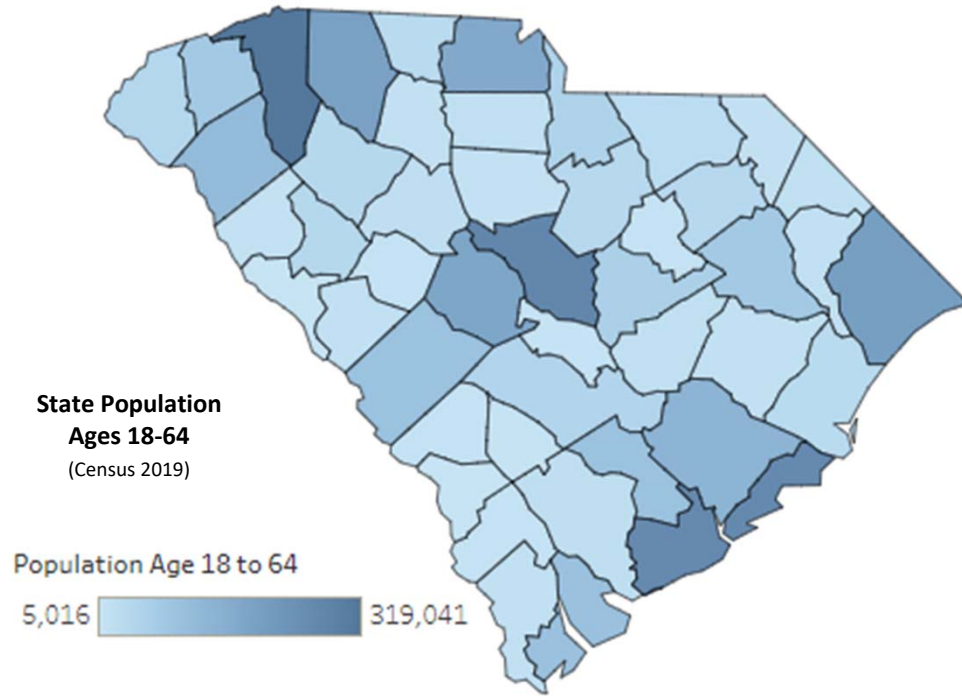 State Population
Ages 18-64
(Census 2019)
Population Age 18 to 64
5,016 319,041